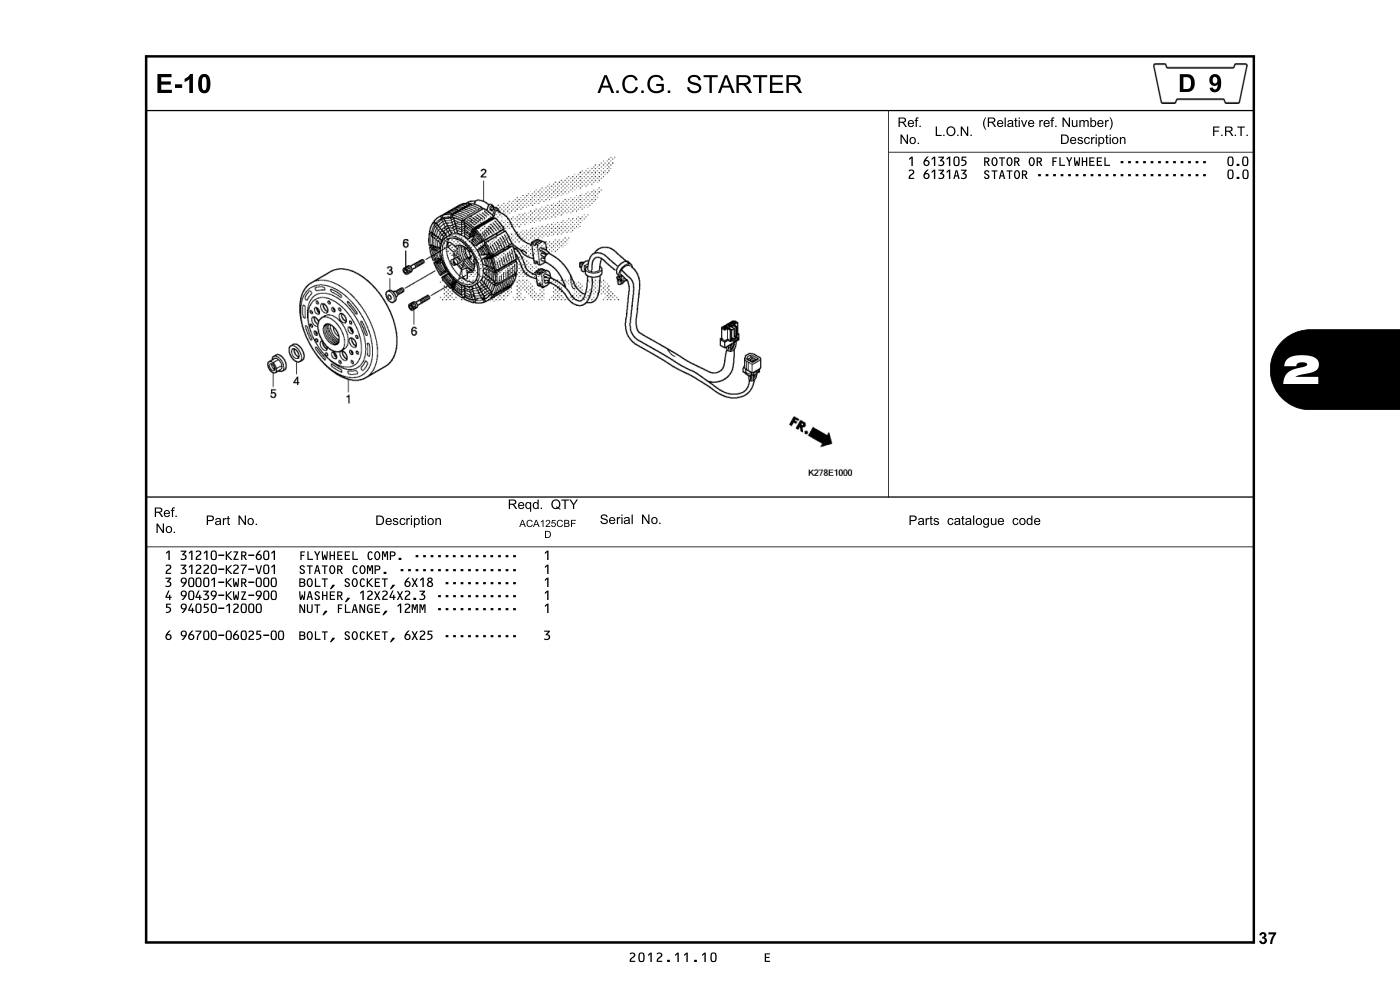 E-10
A.C.G. STARTER
D 9
Ref. No.
L.O.N.
(Relative ref. Number)
Description
F.R.T.
1 613105 ROTOR OR FLYWHEEL ············ 0.0
2 6131A3 STATOR ······················· 0.0
2
6
3
6
4
5
1
FR.
K278E1000
2
Ref. No.
Part No.
Description
Reqd. QTY
ACA125CBF
D
Serial No.
Parts catalogue code
1 31210-KZR-601 FLYWHEEL COMP. ·············· 1
2 31220-K27-V01 STATOR COMP. ················ 1
3 90001-KWR-000 BOLT, SOCKET, 6X18 ·········· 1
4 90439-KWZ-900 WASHER, 12X24X2.3 ··········· 1
5 94050-12000 NUT, FLANGE, 12MM ··········· 1
6 96700-06025-00 BOLT, SOCKET, 6X25 ·········· 3
37
2012.11.10 E